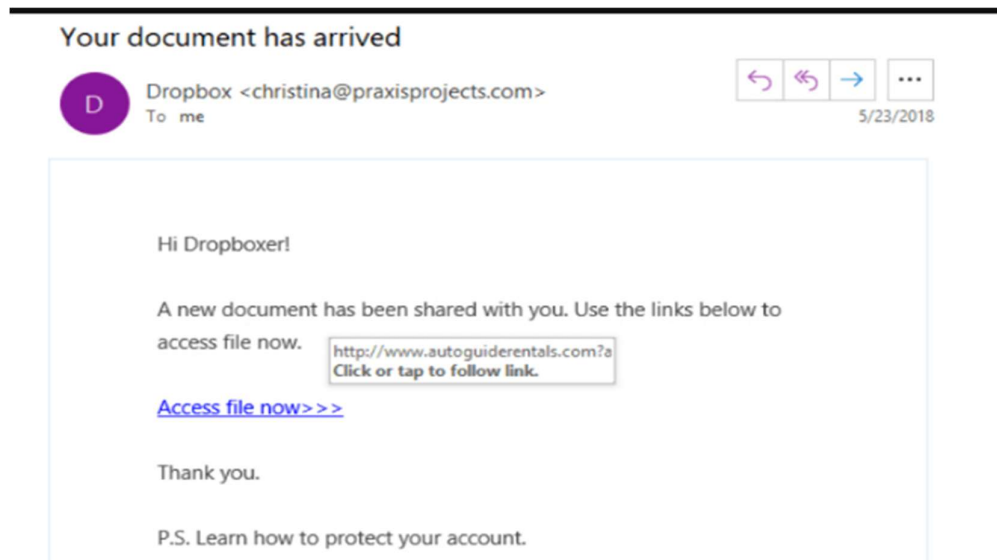 Your document has arrived
D
Dropbox <christina@praxisprojects.com>
To me
5/23/2018
Hi Dropboxer!
A new document has been shared with you. Use the links below to
access file now.
http://www.autoguiderentals.com?a
Click or tap to follow link.
Access file now>>>
Thank you.
P.S. Learn how to protect your account.